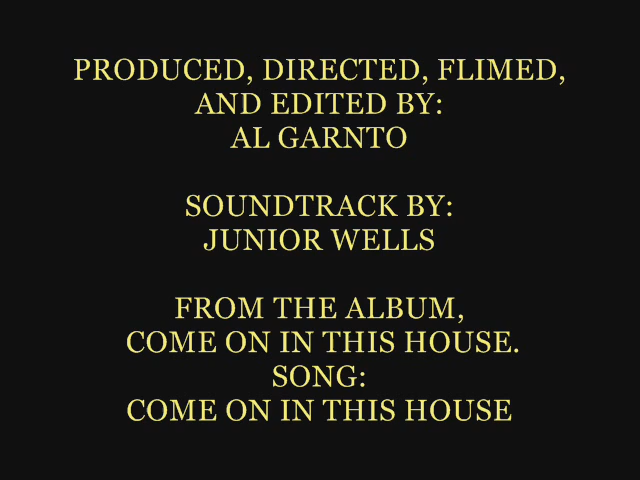 PRODUCED, DIRECTED, FLIMED,
AND EDITED BY:
AL GARNTO
SOUNDTRACK BY:
JUNIOR WELLS
FROM THE ALBUM,
COME ON IN THIS HOUSE.
SONG:
COME ON IN THIS HOUSE